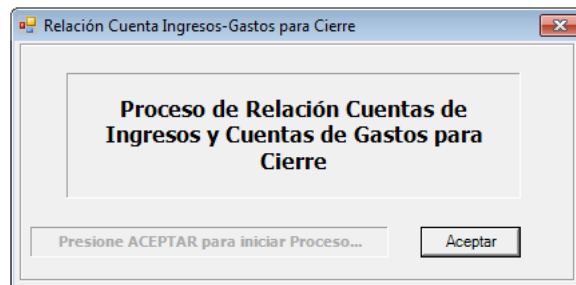 Relación Cuenta Ingresos-Gastos para Cierre
Proceso de Relación Cuentas de
Ingresos y Cuentas de Gastos para
Cierre
Presione ACEPTAR para iniciar Proceso...
Aceptar